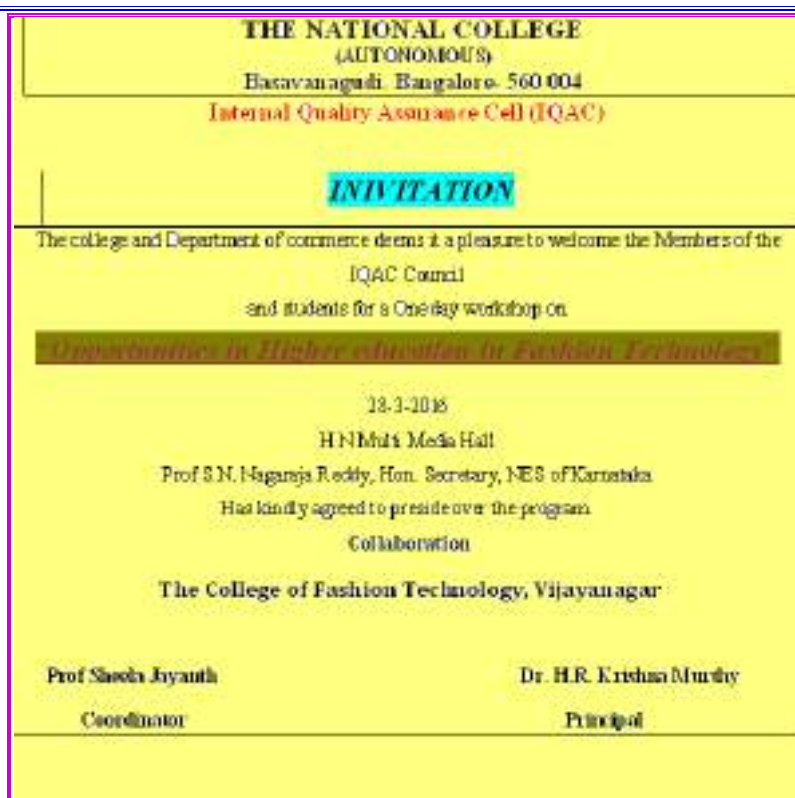 THE NATIONAL COLLEGE
(AUTONOMOUS)
Basavanagudi. Bangalore- 560 004
Internal Quality Assurance Cell (IQAC)
INIVITATION
The college and Department of commerce deems it a pleasure to welcome the Members of the
IQAC Council
and students for a One day workshop on
"Opportunities in Higher education in Fashion Technology"
28-3-2016
H N Multi Media Hall
Prof S.N. Nagaraja Reddy, Hon. Secretary, NES of Karnataka
Has kindly agreed to preside over the program
Collaboration
The College of Fashion Technology, Vijayanagar
Prof Sheela Jayanth Dr. H.R. Krishna Murthy
Coordinator Principal